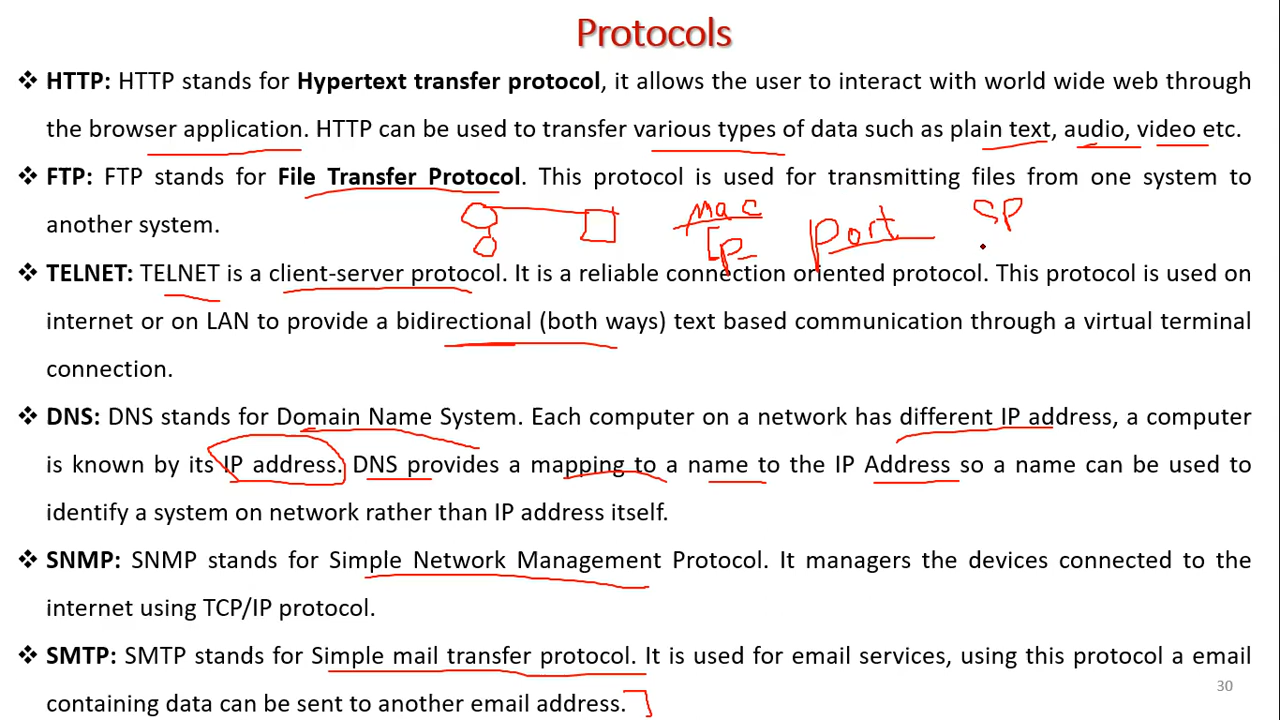 Protocols
❖ HTTP: HTTP stands for Hypertext transfer protocol, it allows the user to interact with world wide web through
the browser application. HTTP can be used to transfer various types of data such as plain text, audio, video etc.
❖ FTP: FTP stands for File Transfer Protocol. This protocol is used for transmitting files from one system to
another system.
mac
IP
Port
SP
❖ TELNET: TELNET is a client-server protocol. It is a reliable connection oriented protocol. This protocol is used on
internet or on LAN to provide a bidirectional (both ways) text based communication through a virtual terminal
connection.
❖ DNS: DNS stands for Domain Name System. Each computer on a network has different IP address, a computer
is known by its IP address. DNS provides a mapping to a name to the IP Address so a name can be used to
identify a system on network rather than IP address itself.
❖ SNMP: SNMP stands for Simple Network Management Protocol. It managers the devices connected to the
internet using TCP/IP protocol.
❖ SMTP: SMTP stands for Simple mail transfer protocol. It is used for email services, using this protocol a email
containing data can be sent to another email address.
30